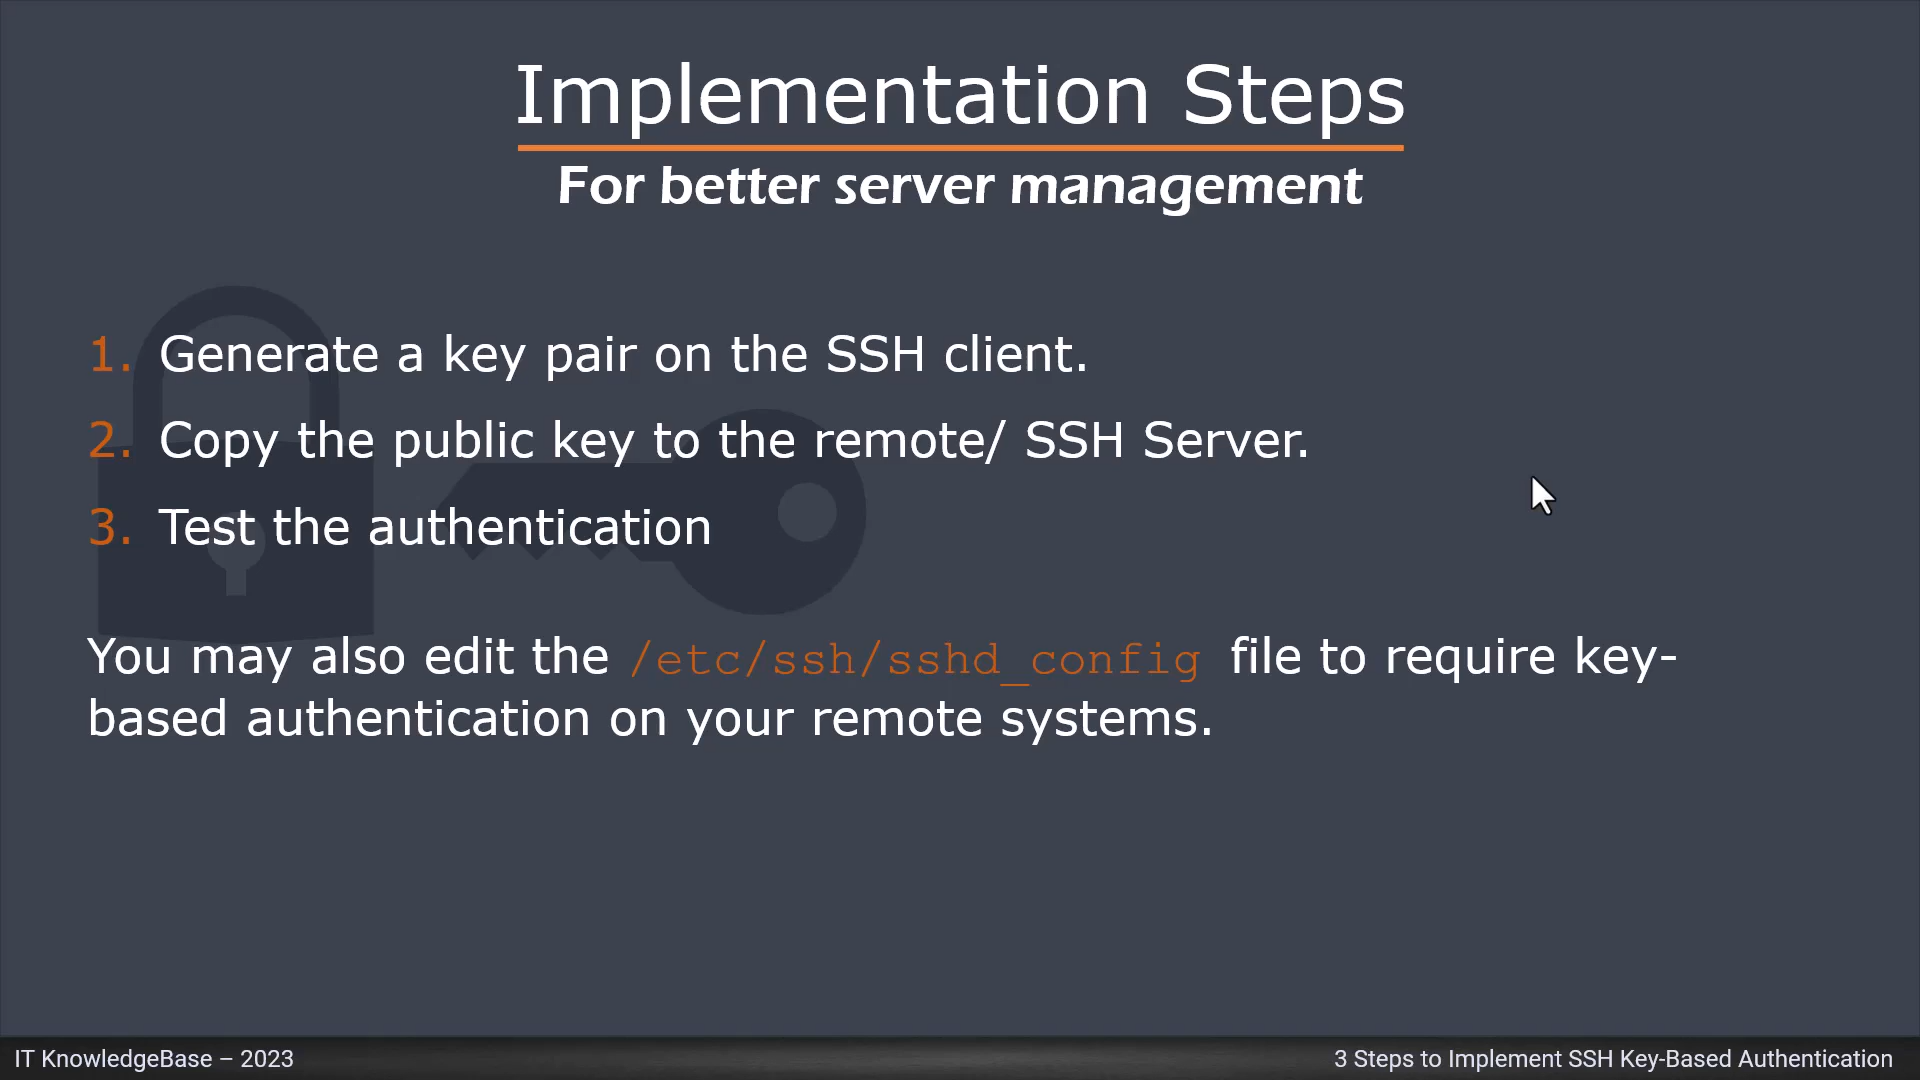 Implementation Steps
For better server management
1. Generate a key pair on the SSH client.
2. Copy the public key to the remote/ SSH Server.
3. Test the authentication
You may also edit the /etc/ssh/sshd_config file to require key-
based authentication on your remote systems.
IT KnowledgeBase – 2023
3 Steps to Implement SSH Key-Based Authentication